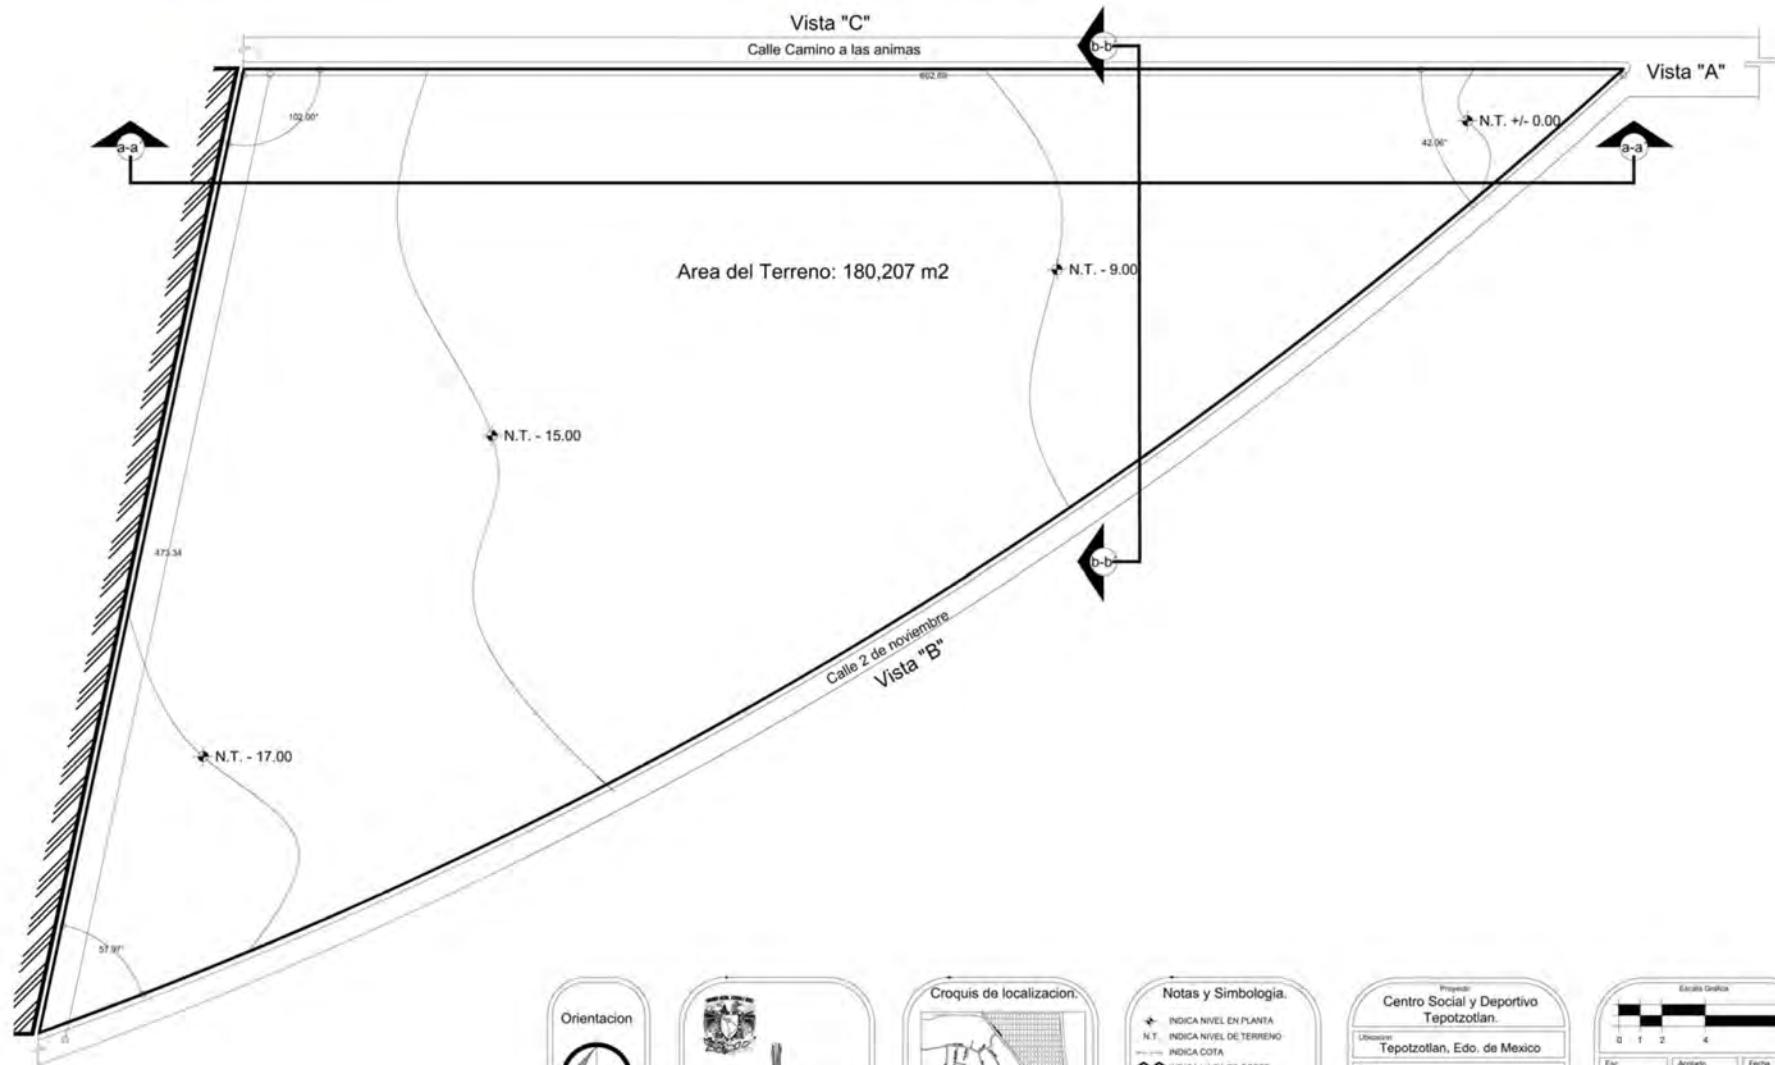 Vista "C"
Calle Camino a las animas
b-b'
Vista "A"
102.00°
N.T. +/- 0.00
42.06°
a-a'
a-a'
Area del Terreno: 180,207 m2
N.T. - 9.00
N.T. - 15.00
473.34
b-b'
Calle 2 de noviembre
Vista "B"
N.T. - 17.00
57.97°
Orientacion
Croquis de localizacion.
Notas y Simbologia.
INDICA NIVEL EN PLANTA
N.T. INDICA NIVEL DE TERRENO
INDICA COTA
Proyecto:
Centro Social y Deportivo
Tepotzotlan.
Ubicacion:
Tepotzotlan, Edo. de Mexico
Escala Grafica
0 1 2 4
Esc.
Acotado
Fecha